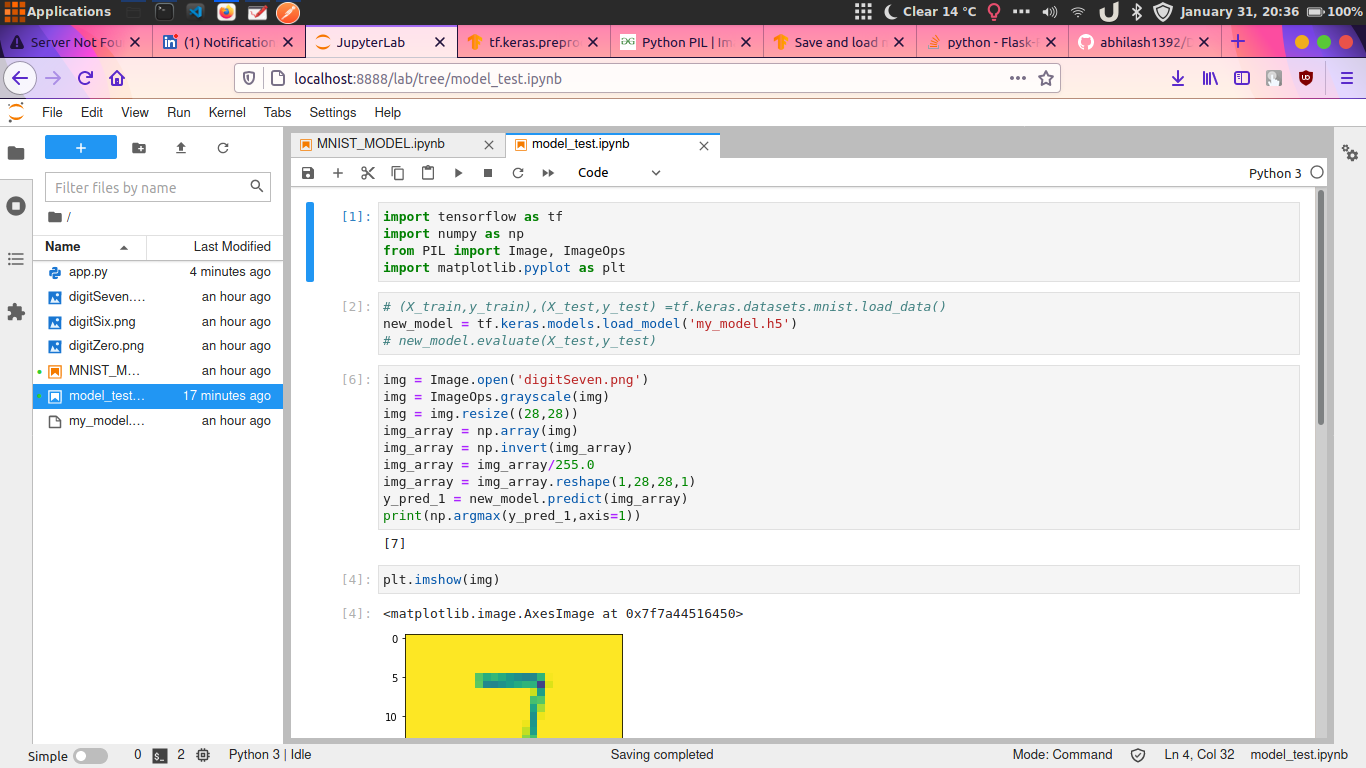 Applications
Clear 14 °C
January 31, 20:36
100%
Server Not Fou
(1) Notification
JupyterLab
tf.keras.prepro
Python PIL | Im
Save and load m
python - Flask-
abhilash1392/D
localhost:8888/lab/tree/model_test.ipynb
File Edit View Run Kernel Tabs Settings Help
MNIST_MODEL.ipynb
model_test.ipynb
Filter files by name
Code
Python 3
/
Name Last Modified
app.py 4 minutes ago
digitSeven.... an hour ago
digitSix.png an hour ago
digitZero.png an hour ago
MNIST_M... an hour ago
model_test... 17 minutes ago
my_model.... an hour ago
[1]: import tensorflow as tf
import numpy as np
from PIL import Image, ImageOps
import matplotlib.pyplot as plt
[2]: # (X_train,y_train),(X_test,y_test) =tf.keras.datasets.mnist.load_data()
new_model = tf.keras.models.load_model('my_model.h5')
# new_model.evaluate(X_test,y_test)
[6]: img = Image.open('digitSeven.png')
img = ImageOps.grayscale(img)
img = img.resize((28,28))
img_array = np.array(img)
img_array = np.invert(img_array)
img_array = img_array/255.0
img_array = img_array.reshape(1,28,28,1)
y_pred_1 = new_model.predict(img_array)
print(np.argmax(y_pred_1,axis=1))
[7]
[4]: plt.imshow(img)
[4]: <matplotlib.image.AxesImage at 0x7f7a44516450>
0
5
10
Simple 0 2 Python 3 | Idle Saving completed Mode: Command Ln 4, Col 32 model_test.ipynb